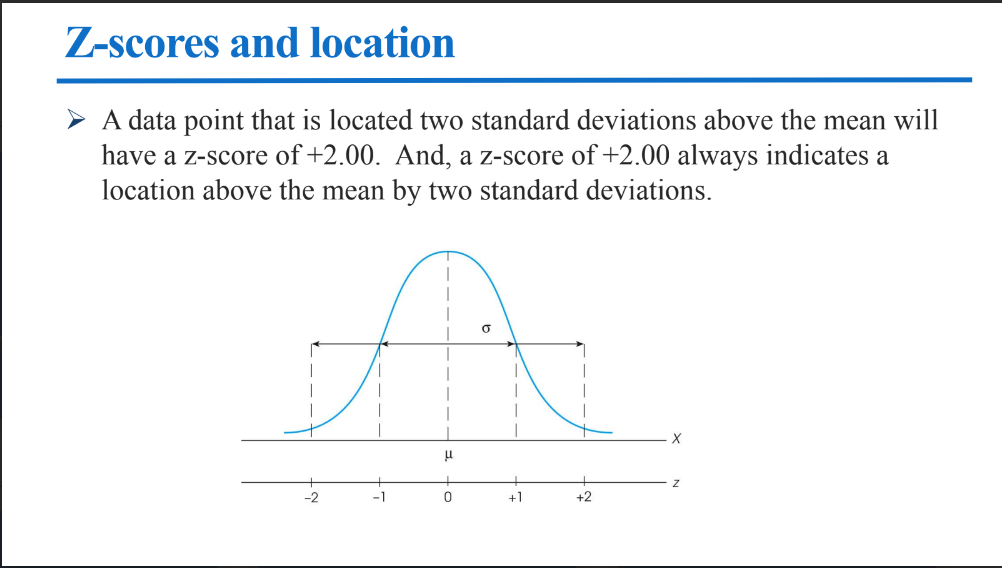 Z-scores and location
A data point that is located two standard deviations above the mean will
have a z-score of +2.00.  And, a z-score of +2.00 always indicates a
location above the mean by two standard deviations.
σ
X
μ
z
–2 –1 0 +1 +2